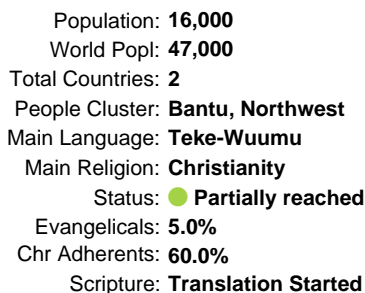 Population: 16,000
World Popl: 47,000
Total Countries: 2
People Cluster: Bantu, Northwest
Main Language: Teke-Wuumu
Main Religion: Christianity
Status: Partially reached
Evangelicals: 5.0%
Chr Adherents: 60.0%
Scripture: Translation Started